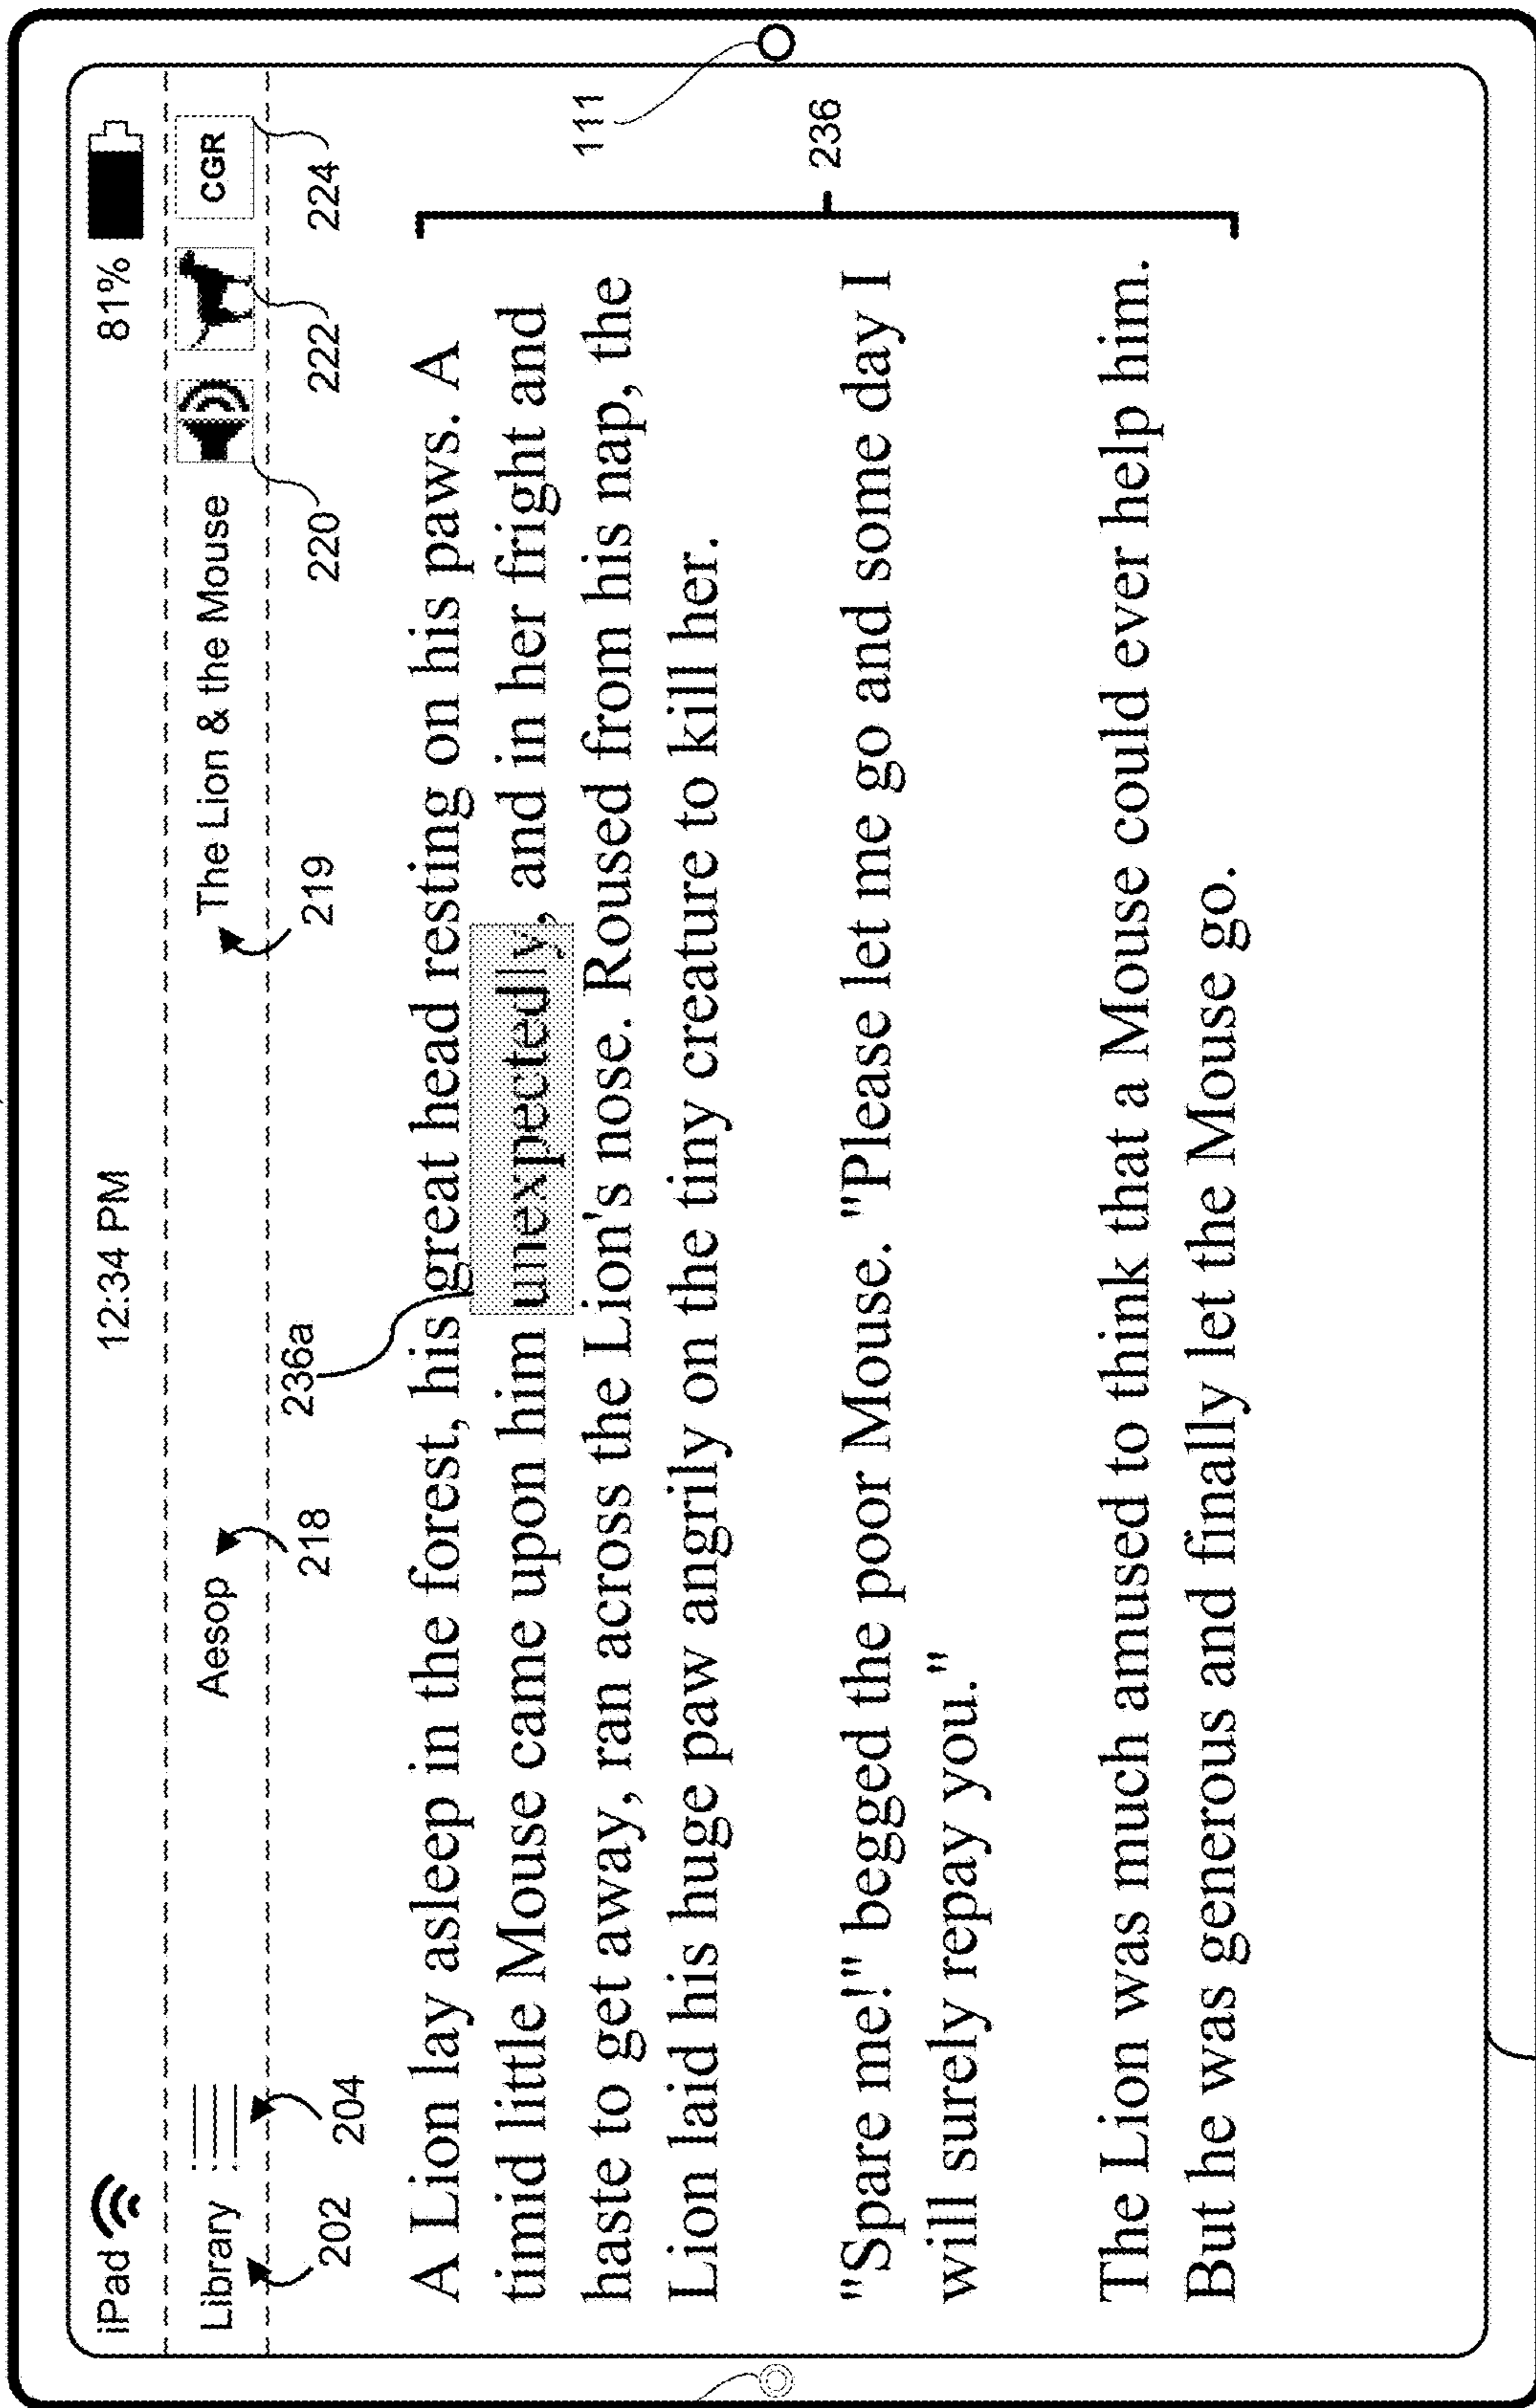 iPad 12:34 PM 81%
Library Aesop The Lion & the Mouse CGR
202 204 218 236a 219 220 222 224
A Lion lay asleep in the forest, his great head resting on his paws. A
timid little Mouse came upon him unexpectedly, and in her fright and
haste to get away, ran across the Lion's nose. Roused from his nap, the
Lion laid his huge paw angrily on the tiny creature to kill her.
"Spare me!" begged the poor Mouse. "Please let me go and some day I
will surely repay you."
The Lion was much amused to think that a Mouse could ever help him.
But he was generous and finally let the Mouse go.
111
236